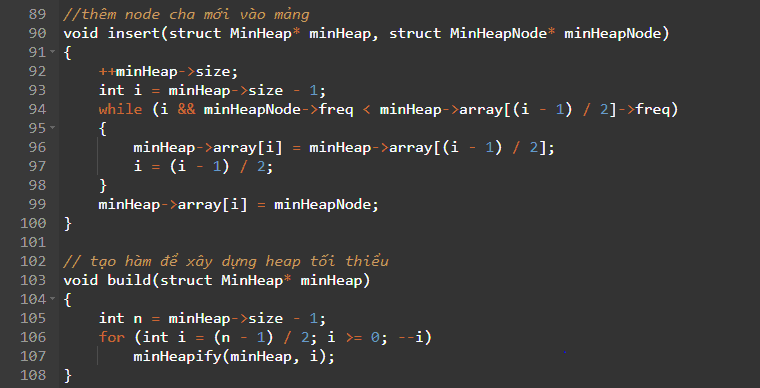 89 //thêm node cha mới vào mảng
90 void insert(struct MinHeap* minHeap, struct MinHeapNode* minHeapNode)
91 {
92     ++minHeap->size;
93     int i = minHeap->size - 1;
94     while (i && minHeapNode->freq < minHeap->array[(i - 1) / 2]->freq)
95     {
96         minHeap->array[i] = minHeap->array[(i - 1) / 2];
97         i = (i - 1) / 2;
98     }
99     minHeap->array[i] = minHeapNode;
100 }
101
102 // tạo hàm để xây dựng heap tối thiểu
103 void build(struct MinHeap* minHeap)
104 {
105     int n = minHeap->size - 1;
106     for (int i = (n - 1) / 2; i >= 0; --i)
107         minHeapify(minHeap, i);
108 }